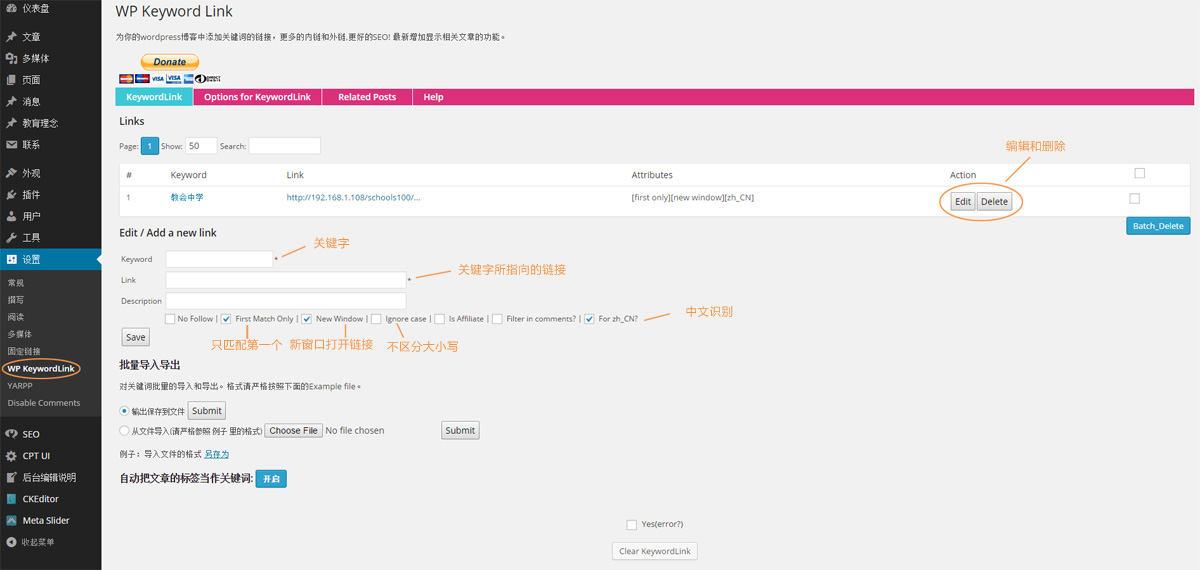 仪表盘
文章
多媒体
页面
消息
教育理念
联系
外观
插件
用户
工具
设置
常规
撰写
阅读
多媒体
固定链接
WP KeywordLink
YARPP
Disable Comments
SEO
CPT UI
后台编辑说明
CKEditor
Meta Slider
收起菜单
WP Keyword Link
为你的wordpress博客中添加关键词的链接，更多的内链和外链,更好的SEO! 最新增加显示相关文章的功能。
Donate
VISA VISA
KeywordLink Options for KeywordLink Related Posts Help
Links
Page: 1 Show: 50 Search:
编辑和删除
# Keyword Link Attributes Action
1 教会中学 http://192.168.1.108/schools100/... [first only][new window][zh_CN] Edit Delete
Batch_Delete
Edit / Add a new link
关键字
Keyword *
关键字所指向的链接
Link *
Description
中文识别
No Follow | First Match Only | New Window | Ignore case | Is Affiliate | Filter in comments? | For zh_CN?
Save
只匹配第一个 新窗口打开链接 不区分大小写
批量导入导出
对关键词批量的导入和导出。格式请严格按照下面的Example file。
输出保存到文件 Submit
从文件导入(请严格参照 例子 里的格式) Choose File No file chosen Submit
例子：导入文件的格式 另存为
自动把文章的标签当作关键词: 开启
Yes(error?)
Clear KeywordLink